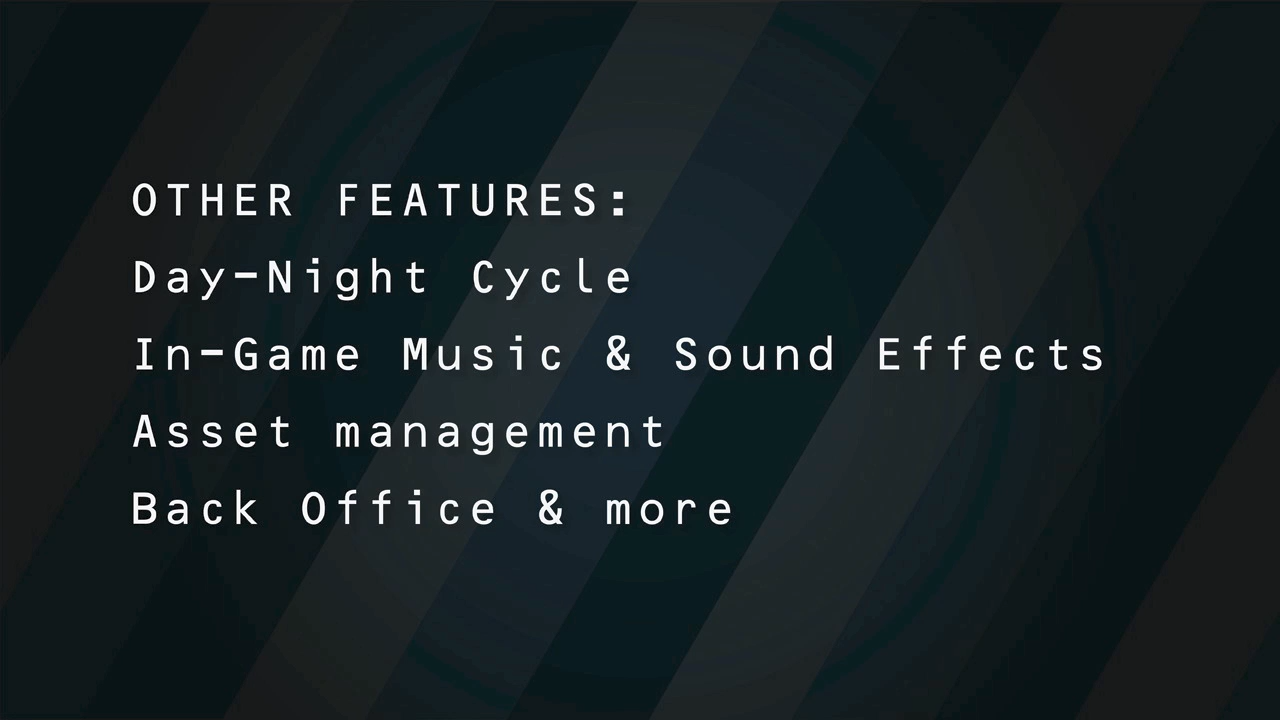 OTHER FEATURES:
Day-Night Cycle
In-Game Music & Sound Effects
Asset management
Back Office & more